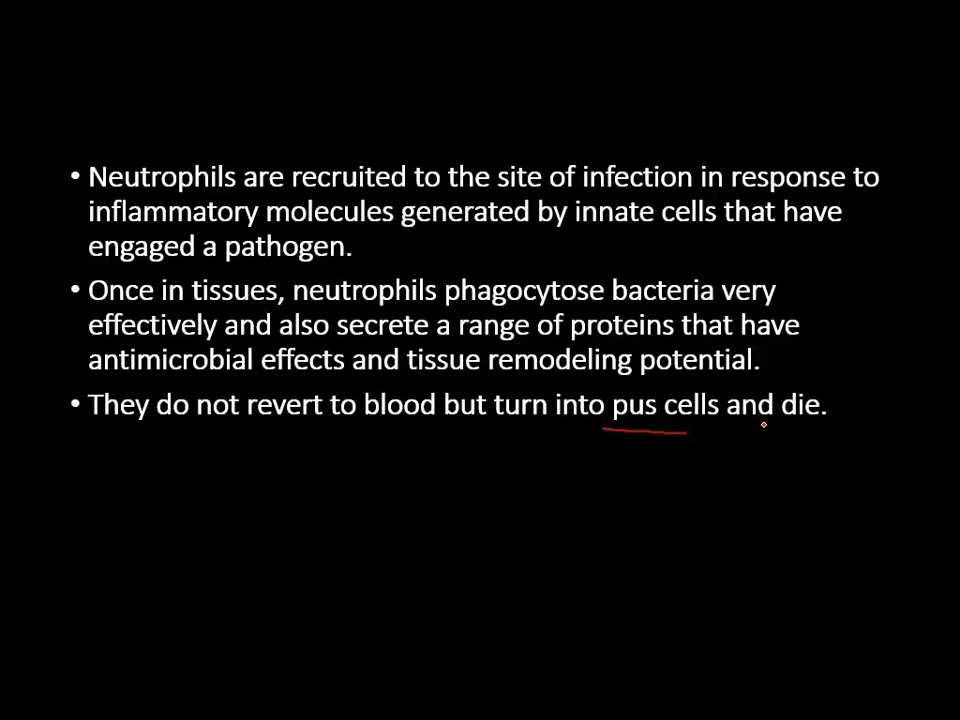 • Neutrophils are recruited to the site of infection in response to
inflammatory molecules generated by innate cells that have
engaged a pathogen.
• Once in tissues, neutrophils phagocytose bacteria very
effectively and also secrete a range of proteins that have
antimicrobial effects and tissue remodeling potential.
• They do not revert to blood but turn into pus cells and die.